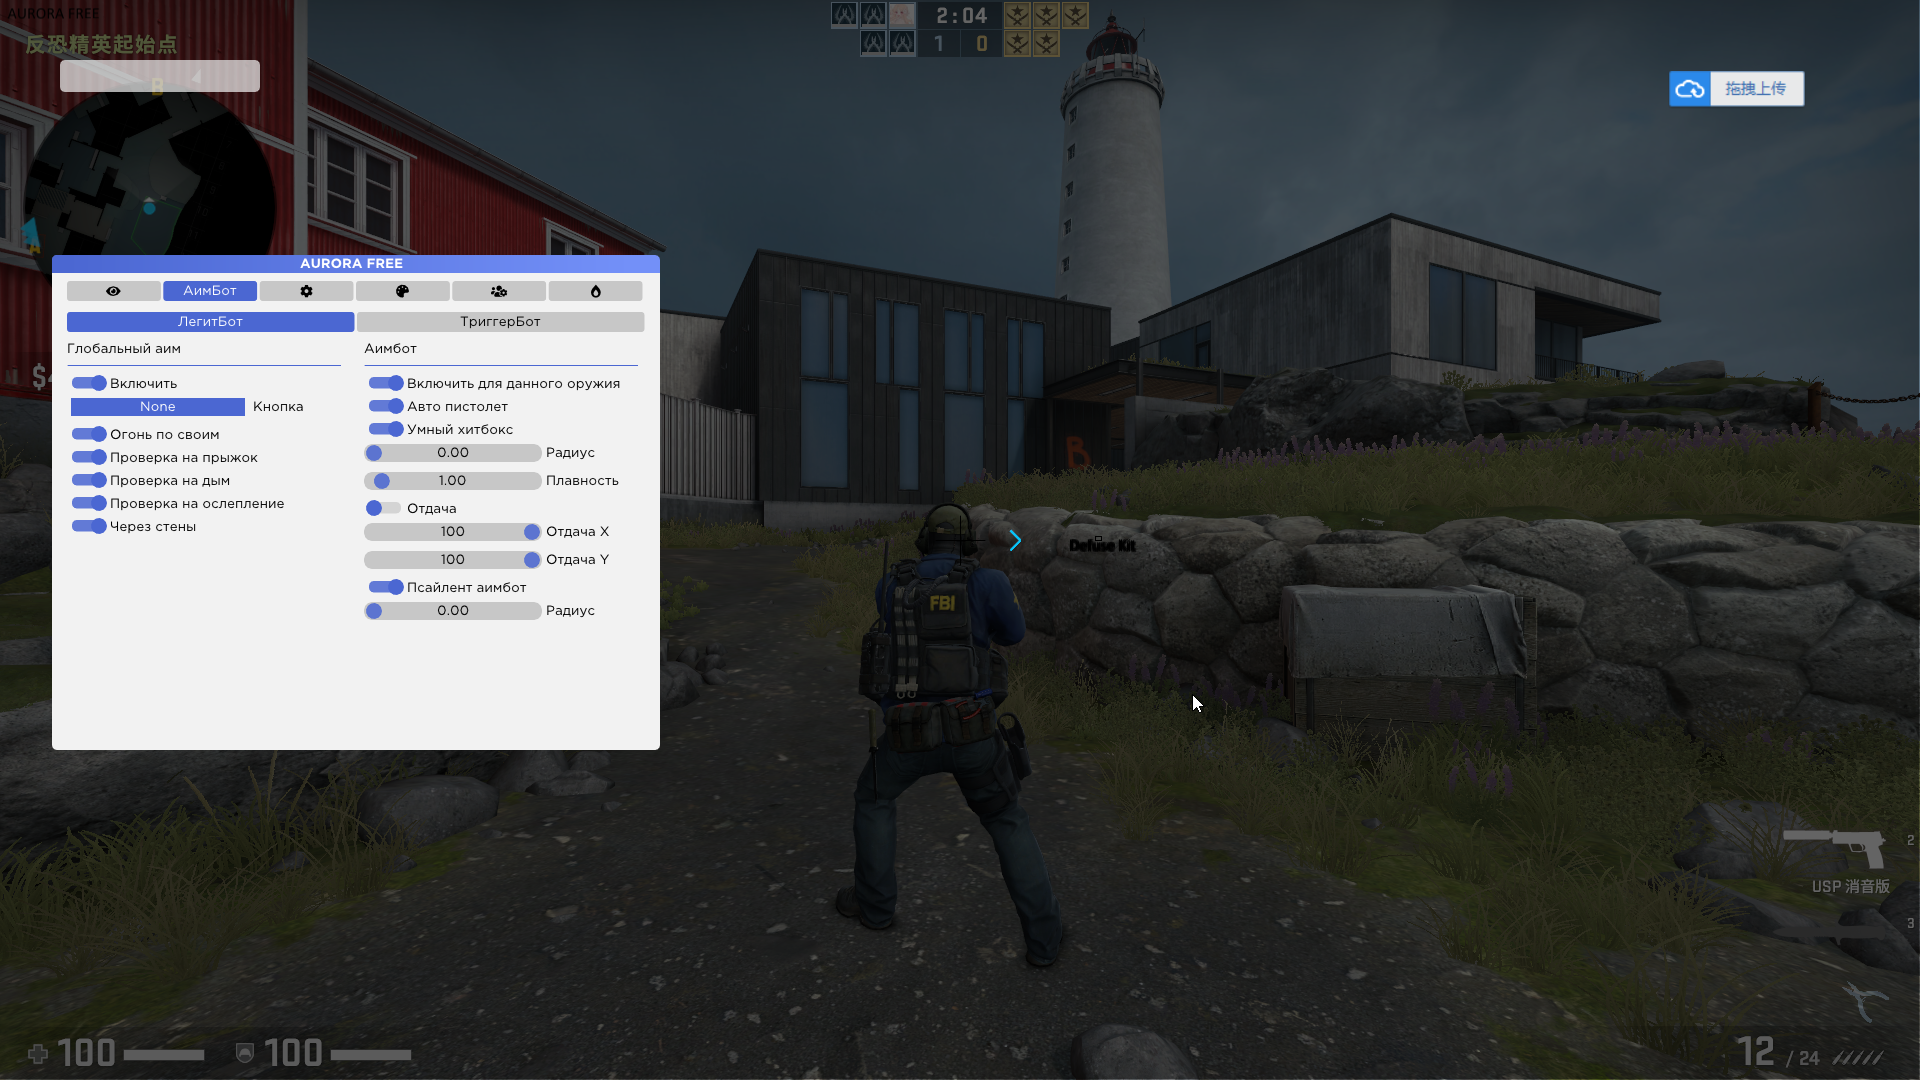 AURORA FREE
反恐精英起始点
B
2:04
1 0
拖拽上传
AURORA FREE
АимБот
ЛегитБот ТриггерБот
Глобальный аим
Включить
None Кнопка
Огонь по своим
Проверка на прыжок
Проверка на дым
Проверка на ослепление
Через стены
Аимбот
Включить для данного оружия
Авто пистолет
Умный хитбокс
0.00 Радиус
1.00 Плавность
Отдача
100 Отдача X
100 Отдача Y
Псайлент аимбот
0.00 Радиус
B
Defuse Kit
FBI
2
USP 消音版
3
100 100
12 / 24